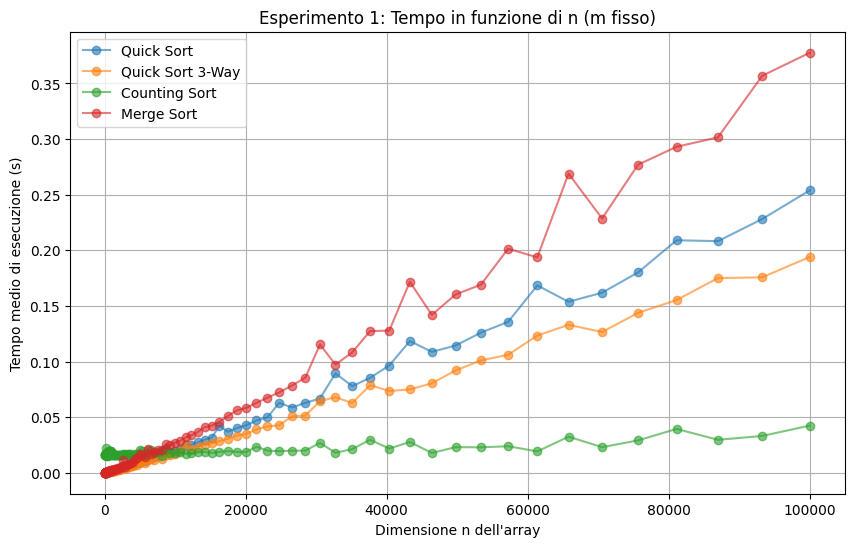 Esperimento 1: Tempo in funzione di n (m fisso)
Quick Sort
Quick Sort 3-Way
Counting Sort
Merge Sort
Tempo medio di esecuzione (s)
0.35
0.30
0.25
0.20
0.15
0.10
0.05
0.00
0 20000 40000 60000 80000 100000
Dimensione n dell'array